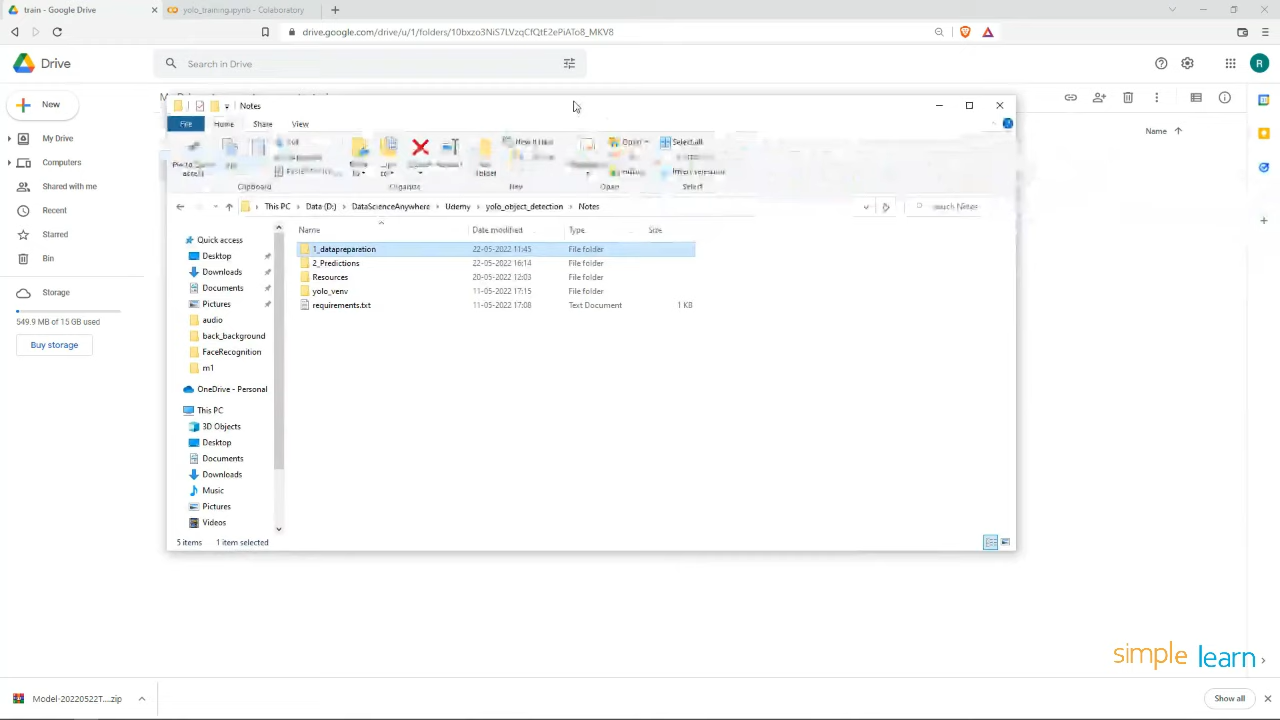 train - Google Drive
yolo_training.ipynb - Colaboratory
drive.google.com/drive/u/1/folders/10bxzo3NiS7LVzqCfQtE2ePiATo8_MKV8
Drive
Search in Drive
R
New
My Drive
Computers
Shared with me
Recent
Starred
Bin
Storage
549.9 MB of 15 GB used
Buy storage
Name
Notes
File Home Share View
Select all
Clipboard Organize New Open Select
This PC Data (D:) DataScienceAnywhere Udemy yolo_object_detection Notes
Name Date modified Type Size
1_datapreparation 22-05-2022 11:45 File folder
2_Predictions 22-05-2022 16:14 File folder
Resources 20-05-2022 12:03 File folder
yolo_venv 11-05-2022 17:15 File folder
requirements.txt 11-05-2022 17:08 Text Document 1 KB
Quick access
Desktop
Downloads
Documents
Pictures
audio
back_background
FaceRecognition
m1
OneDrive - Personal
This PC
3D Objects
Desktop
Documents
Downloads
Music
Pictures
Videos
5 items 1 item selected
simplelearn
Model-20220522T....zip
Show all